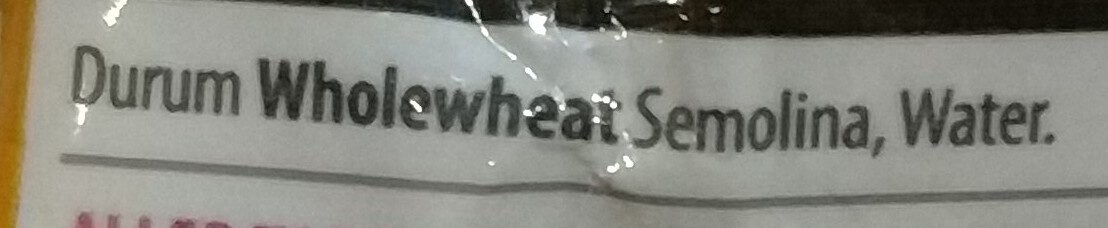 Durum Wholewheat Semolina, Water.